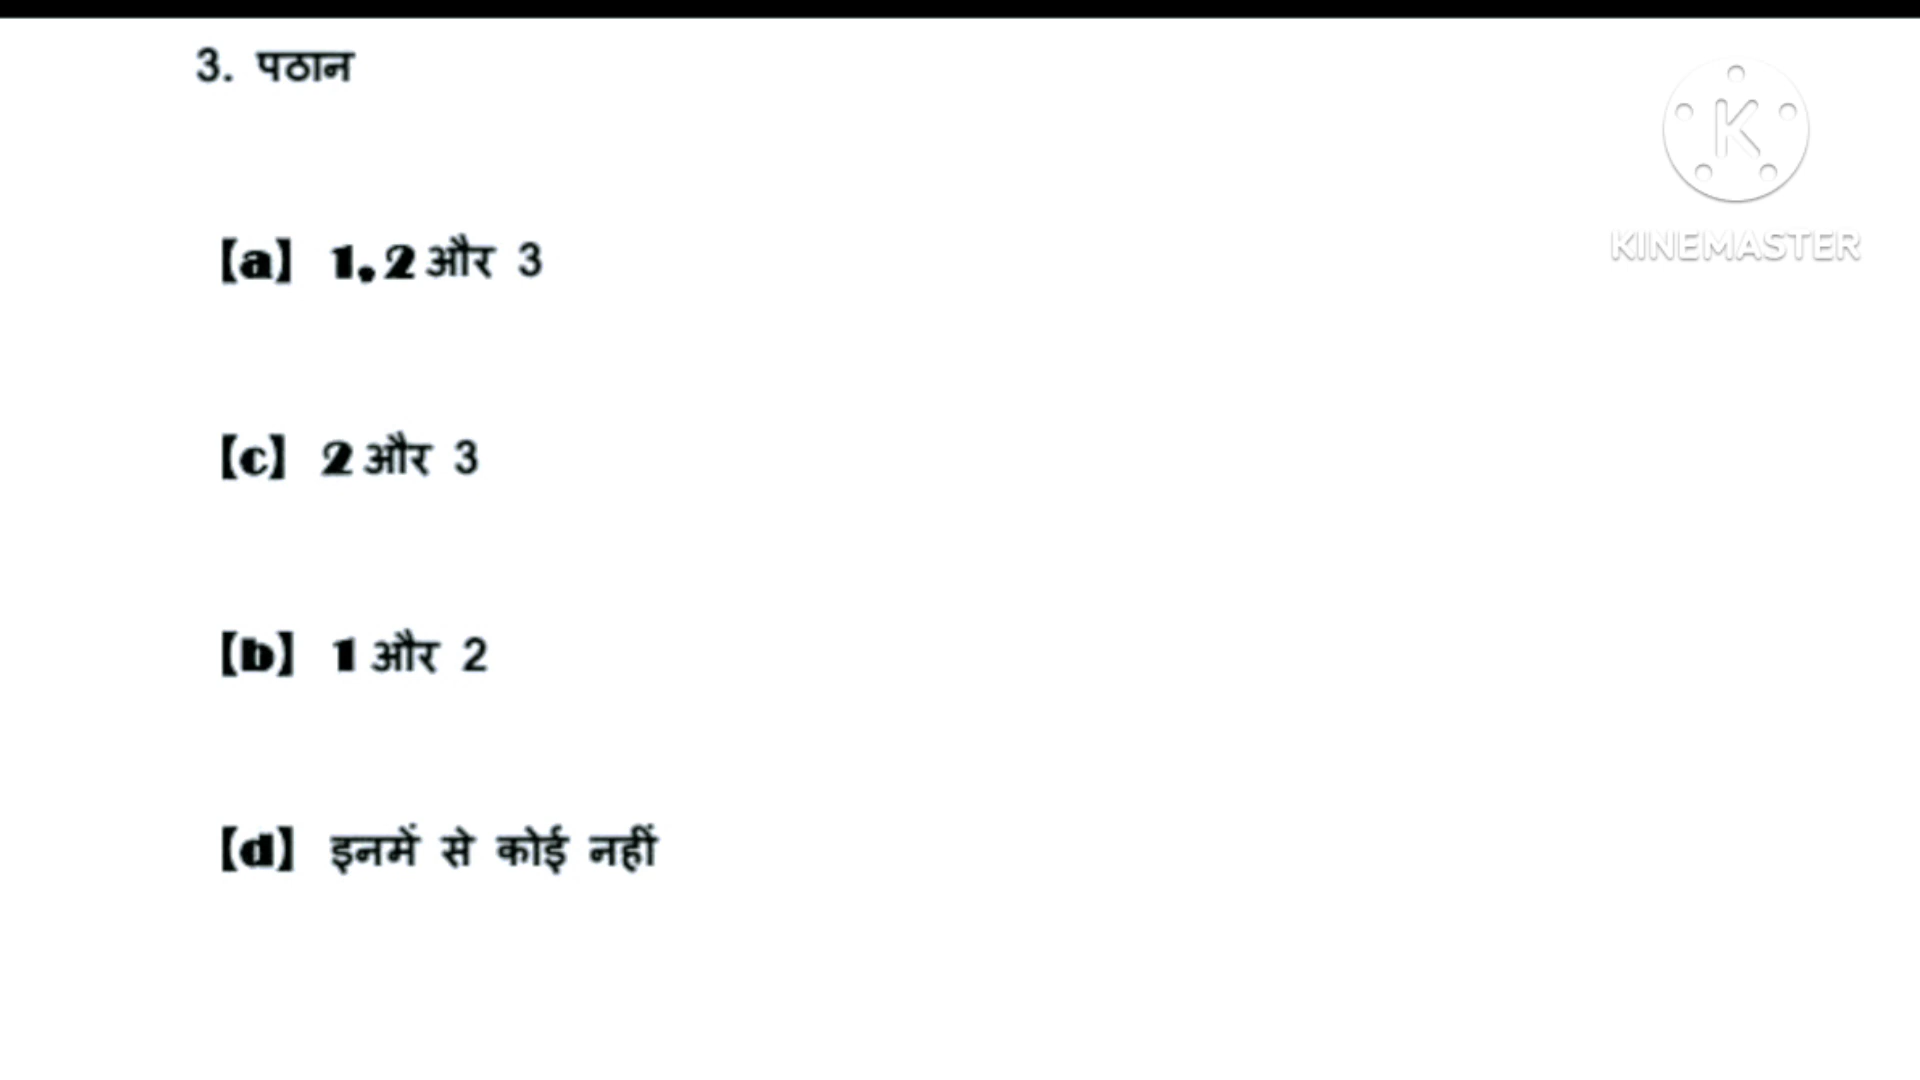 3. पठान
K
KINEMASTER
【a】 1,2 और 3
【c】 2 और 3
【b】 1 और 2
【d】 इनमें से कोई नहीं